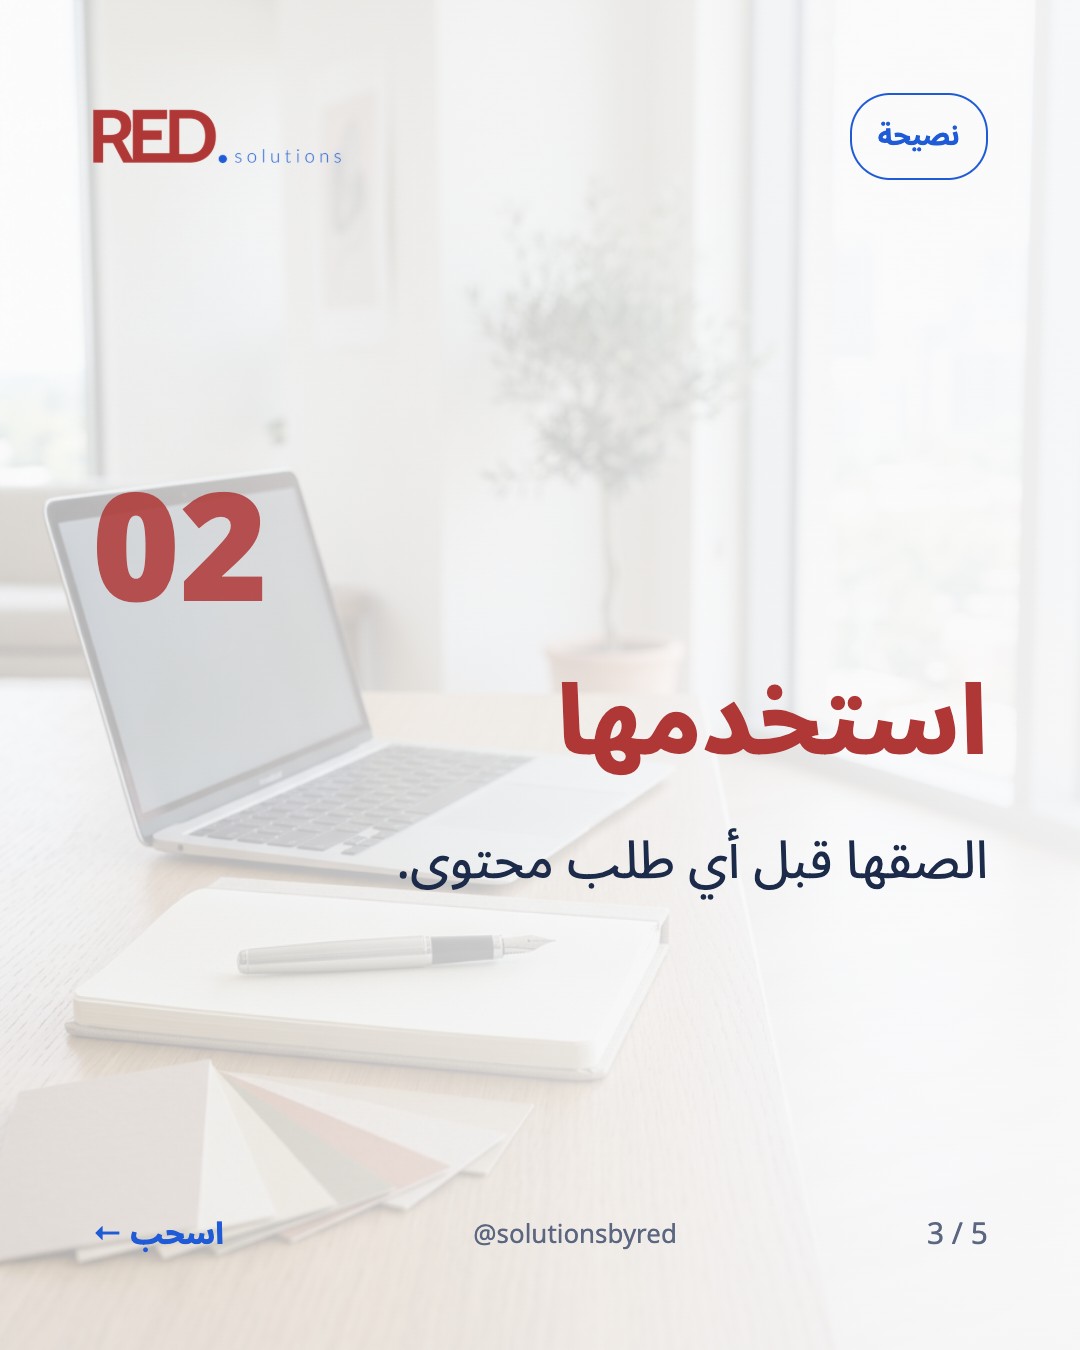 RED.solutions
نصيحة
02
استخدمها
الصقها قبل أي طلب محتوى.
اسحب ←
@solutionsbyred
3 / 5